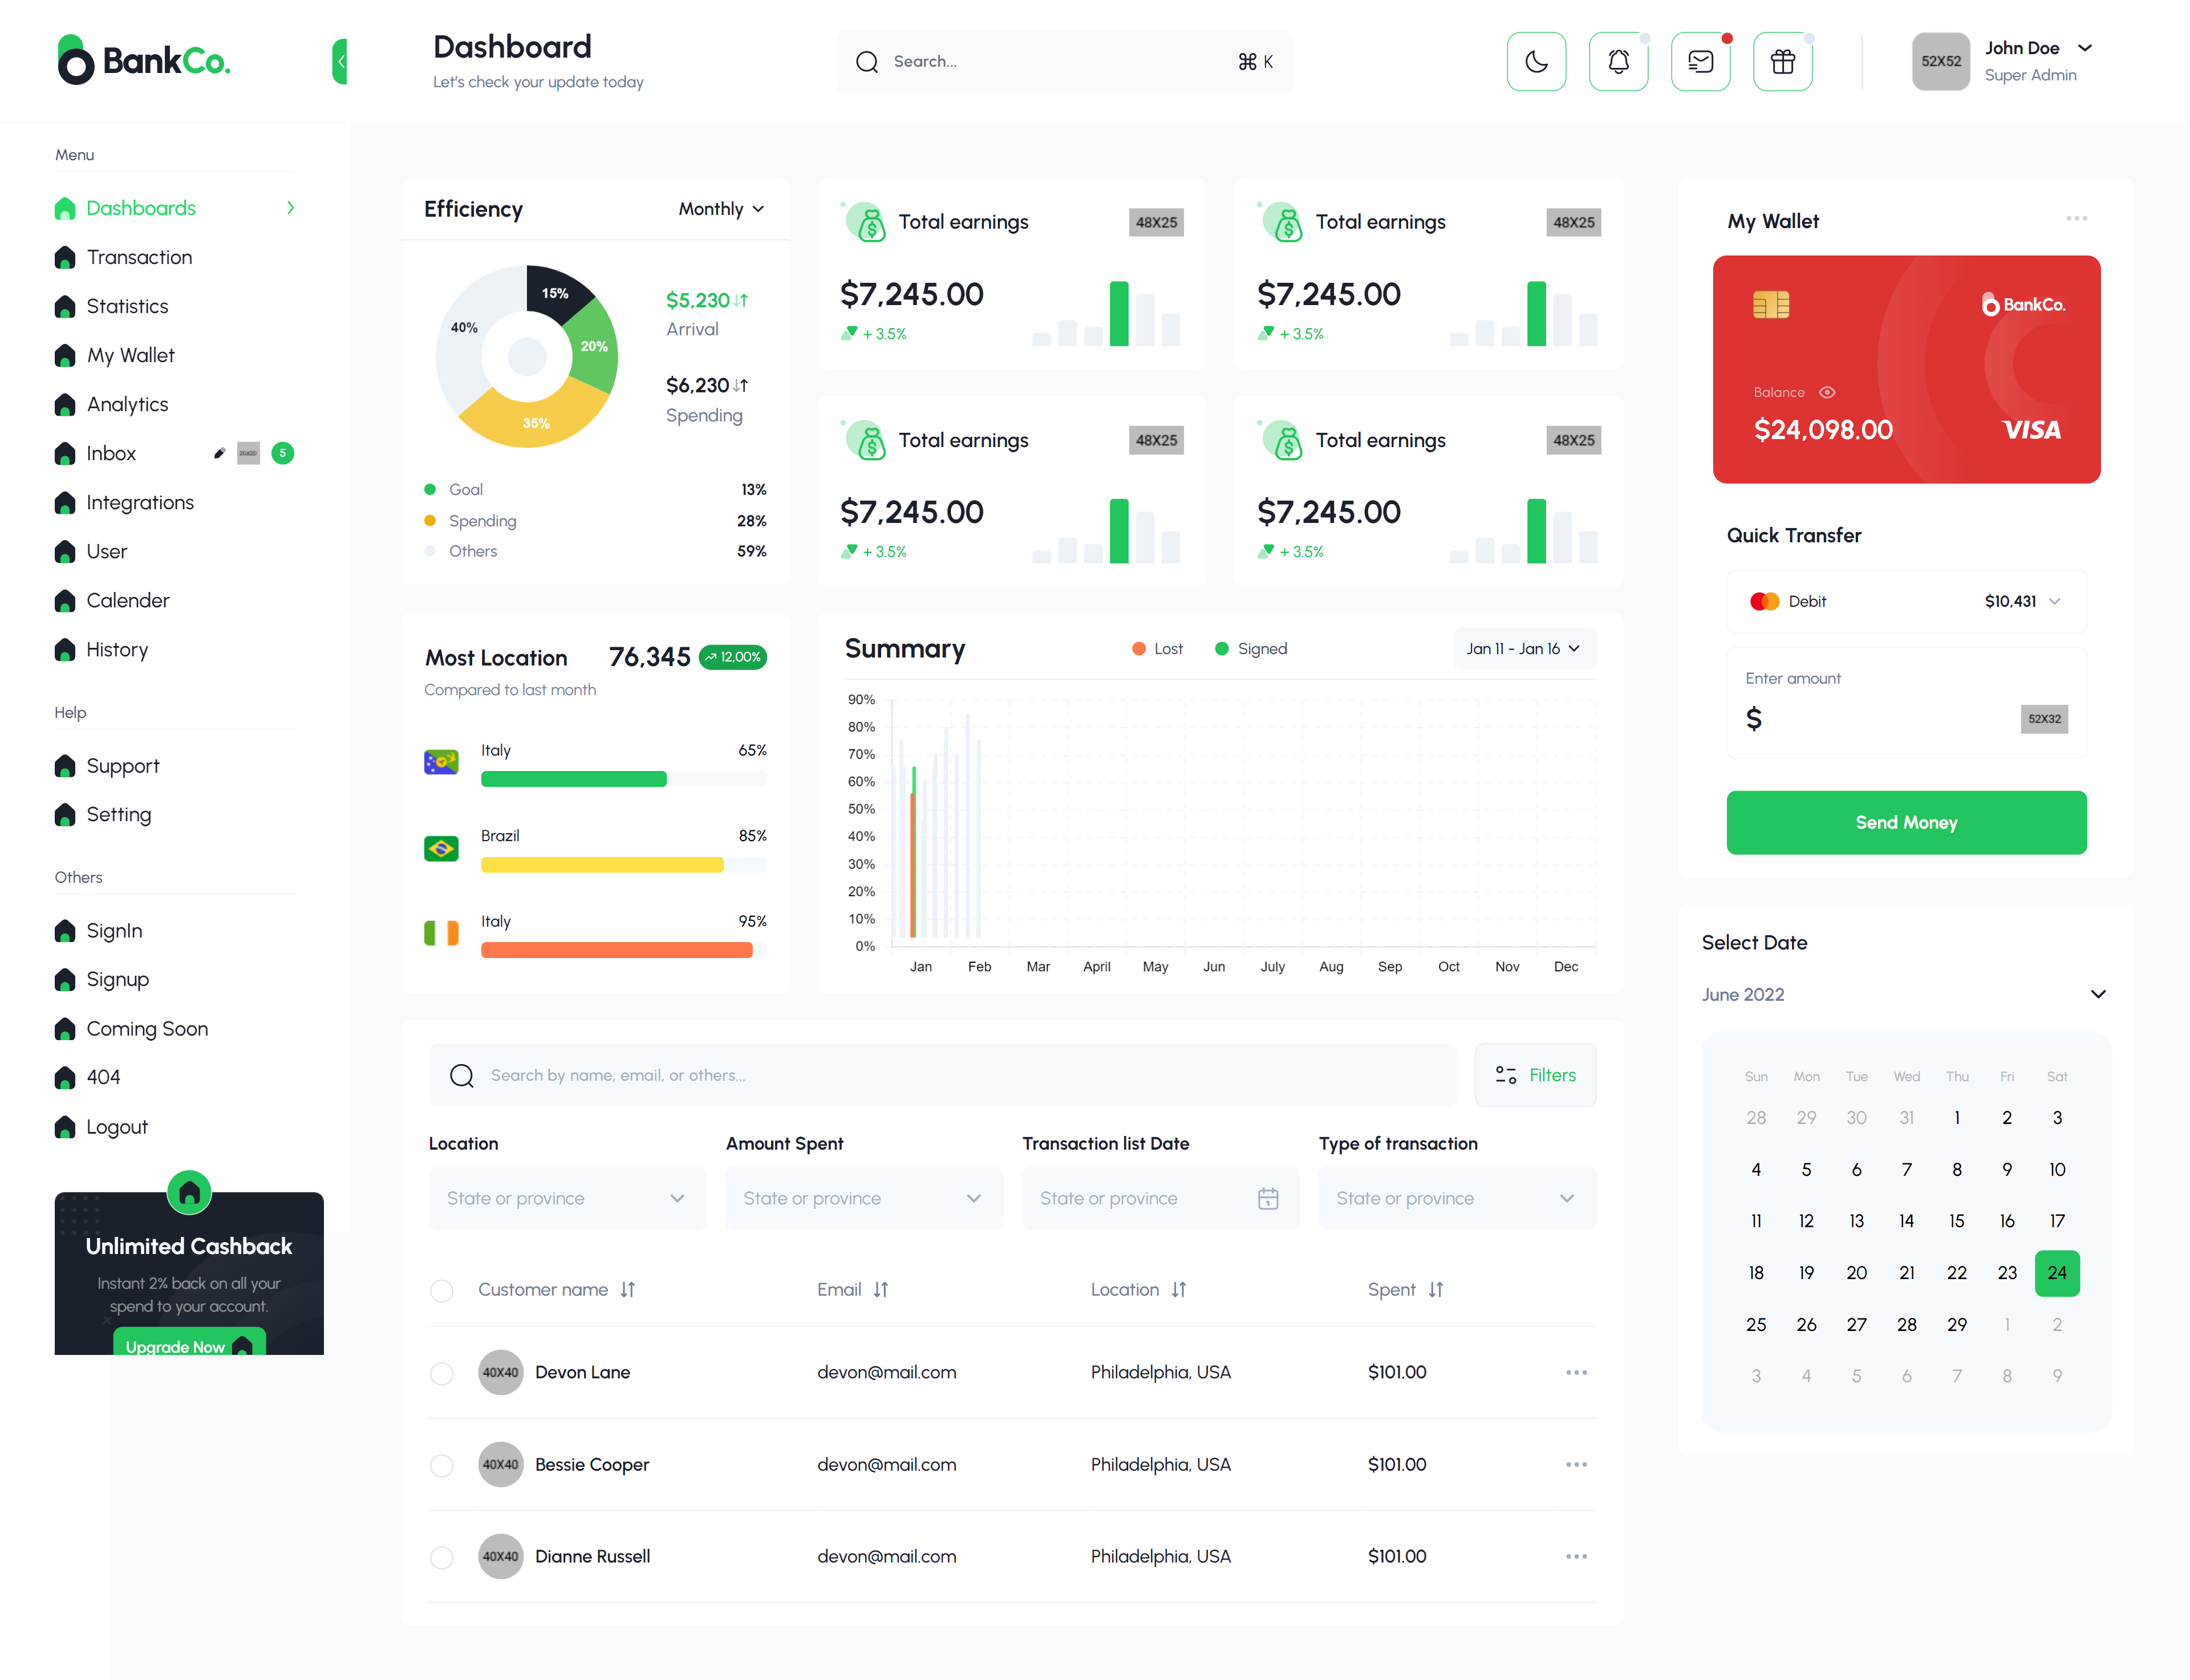 BankCo.
Dashboard
Let's check your update today
Search...
⌘ K
52X52
John Doe
Super Admin
Menu
Dashboards
Transaction
Statistics
My Wallet
Analytics
Inbox
5
Integrations
User
Calender
History
Help
Support
Setting
Others
SignIn
Signup
Coming Soon
404
Logout
Unlimited Cashback
Instant 2% back on all your
spend to your account.
Upgrade Now
Efficiency
Monthly
15%
20%
35%
40%
$5,230
Arrival
$6,230
Spending
Goal 13%
Spending 28%
Others 59%
Total earnings
48X25
$7,245.00
+ 3.5%
Total earnings
48X25
$7,245.00
+ 3.5%
Total earnings
48X25
$7,245.00
+ 3.5%
Total earnings
48X25
$7,245.00
+ 3.5%
Most Location
76,345
12,00%
Compared to last month
Italy 65%
Brazil 85%
Italy 95%
Summary
Lost
Signed
Jan 11 - Jan 16
90%
80%
70%
60%
50%
40%
30%
20%
10%
0%
Jan Feb Mar April May Jun July Aug Sep Oct Nov Dec
Search by name, email, or others...
Filters
Location
State or province
Amount Spent
State or province
Transaction list Date
State or province
Type of transaction
State or province
Customer name Email Location Spent
40X40 Devon Lane devon@mail.com Philadelphia, USA $101.00
40X40 Bessie Cooper devon@mail.com Philadelphia, USA $101.00
40X40 Dianne Russell devon@mail.com Philadelphia, USA $101.00
My Wallet
BankCo.
Balance
$24,098.00
VISA
Quick Transfer
Debit $10,431
Enter amount
$
52X32
Send Money
Select Date
June 2022
Sun Mon Tue Wed Thu Fri Sat
28 29 30 31 1 2 3
4 5 6 7 8 9 10
11 12 13 14 15 16 17
18 19 20 21 22 23 24
25 26 27 28 29 1 2
3 4 5 6 7 8 9